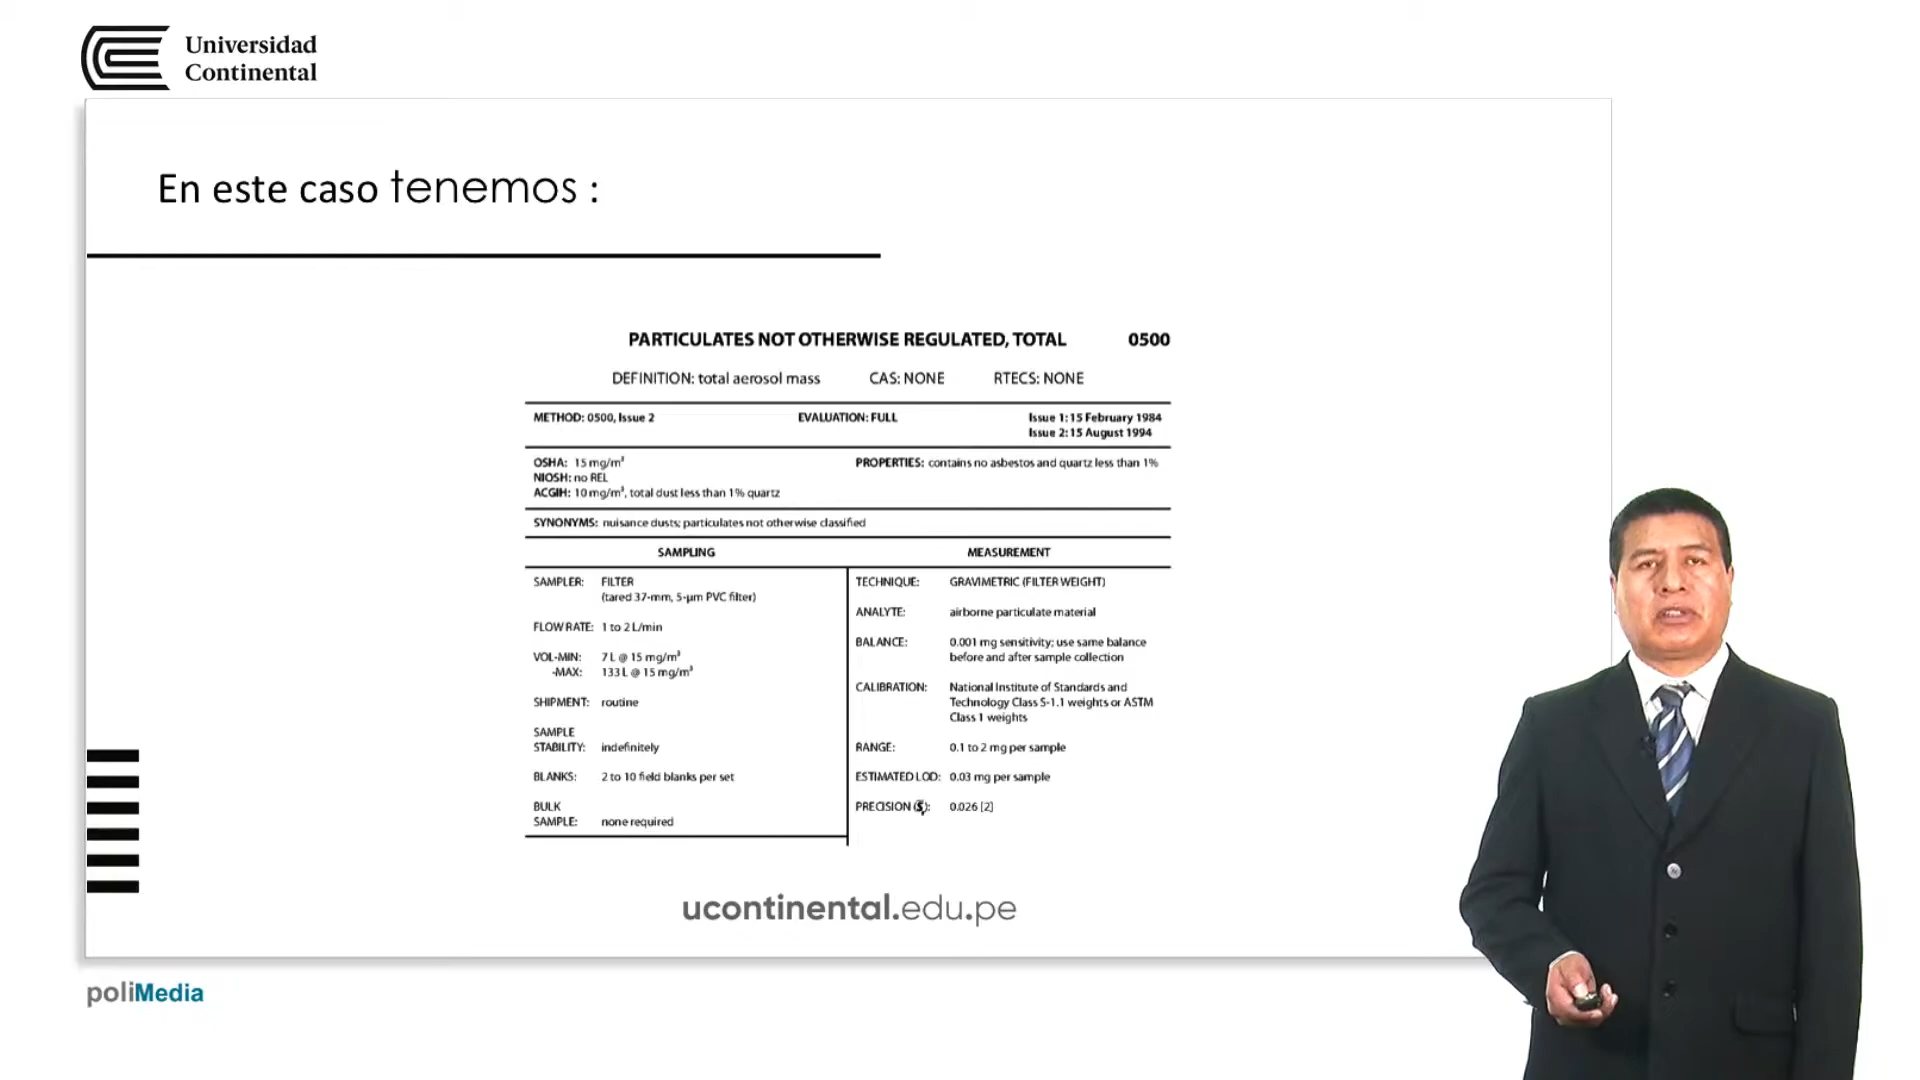 Universidad
Continental
En este caso tenemos :
PARTICULATES NOT OTHERWISE REGULATED, TOTAL 0500
DEFINITION: total aerosol mass CAS: NONE RTECS: NONE
METHOD: 0500, Issue 2 EVALUATION: FULL Issue 1: 15 February 1984
Issue 2: 15 August 1994
OSHA: 15 mg/m³ PROPERTIES: contains no asbestos and quartz less than 1%
NIOSH: no REL
ACGIH: 10 mg/m³, total dust less than 1% quartz
SYNONYMS: nuisance dusts; particulates not otherwise classified
SAMPLING
SAMPLER: FILTER
(tared 37-mm, 5-µm PVC filter)
FLOW RATE: 1 to 2 L/min
VOL-MIN: 7 L @ 15 mg/m³
-MAX: 133 L @ 15 mg/m³
SHIPMENT: routine
SAMPLE
STABILITY: indefinitely
BLANKS: 2 to 10 field blanks per set
BULK
SAMPLE: none required
MEASUREMENT
TECHNIQUE: GRAVIMETRIC (FILTER WEIGHT)
ANALYTE: airborne particulate material
BALANCE: 0.001 mg sensitivity; use same balance
before and after sample collection
CALIBRATION: National Institute of Standards and
Technology Class S-1.1 weights or ASTM
Class 1 weights
RANGE: 0.1 to 2 mg per sample
ESTIMATED LOD: 0.03 mg per sample
PRECISION 0.026 [2]
ucontinental.edu.pe
poliMedia